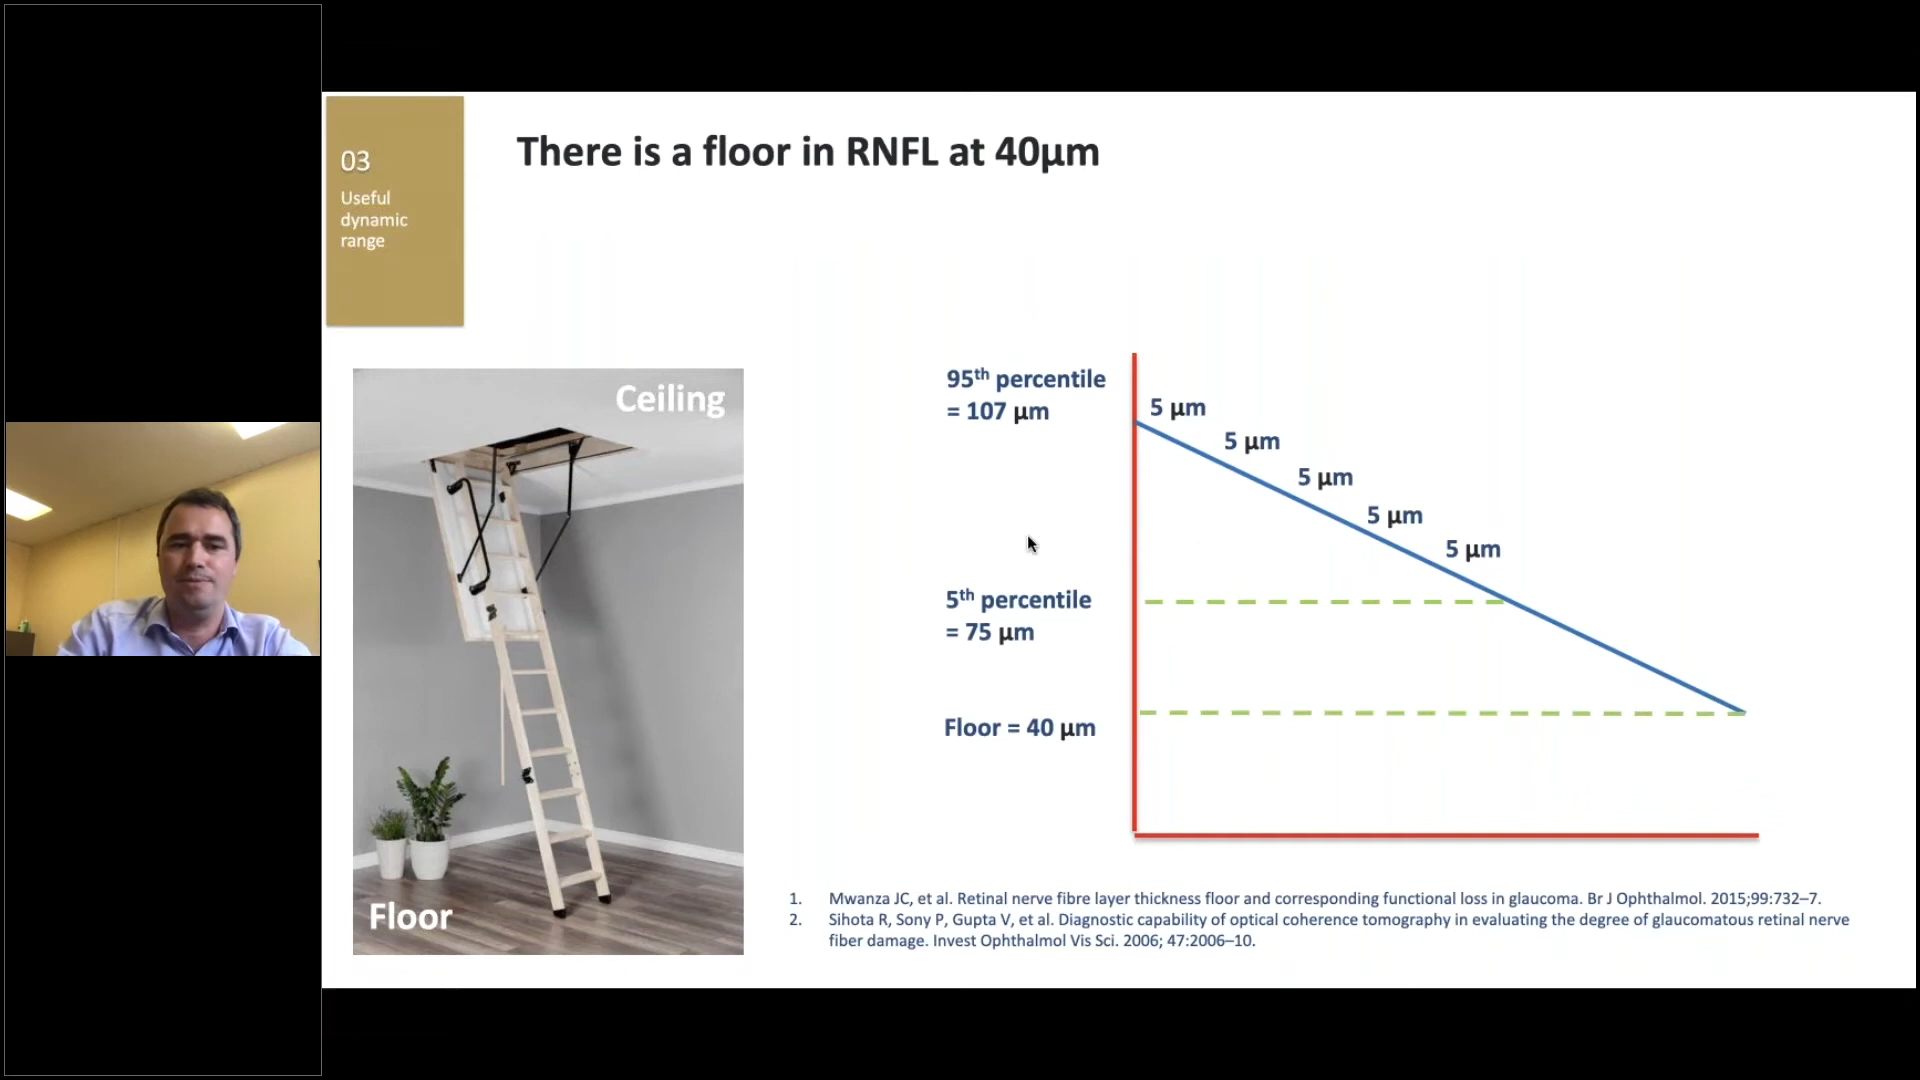 03
Useful
dynamic
range
There is a floor in RNFL at 40µm
Ceiling
Floor
95th percentile
= 107 µm
5th percentile
= 75 µm
Floor = 40 µm
5 µm
5 µm
5 µm
5 µm
5 µm
1. Mwanza JC, et al. Retinal nerve fibre layer thickness floor and corresponding functional loss in glaucoma. Br J Ophthalmol. 2015;99:732–7.
2. Sihota R, Sony P, Gupta V, et al. Diagnostic capability of optical coherence tomography in evaluating the degree of glaucomatous retinal nerve
fiber damage. Invest Ophthalmol Vis Sci. 2006; 47:2006–10.